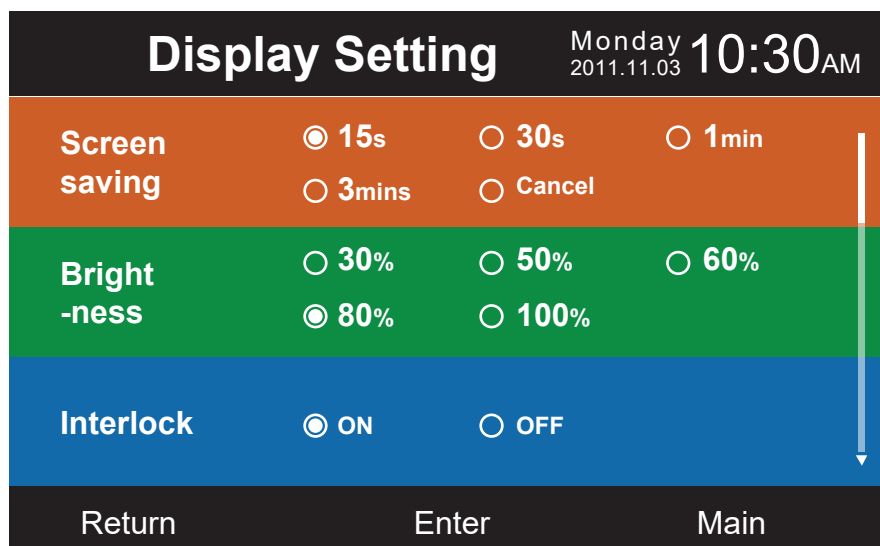 Display Setting Monday 10:30AM
2011.11.03
Screen saving 15s 30s 1min
3mins Cancel
Bright-ness 30% 50% 60%
80% 100%
Interlock ON OFF
Return Enter Main